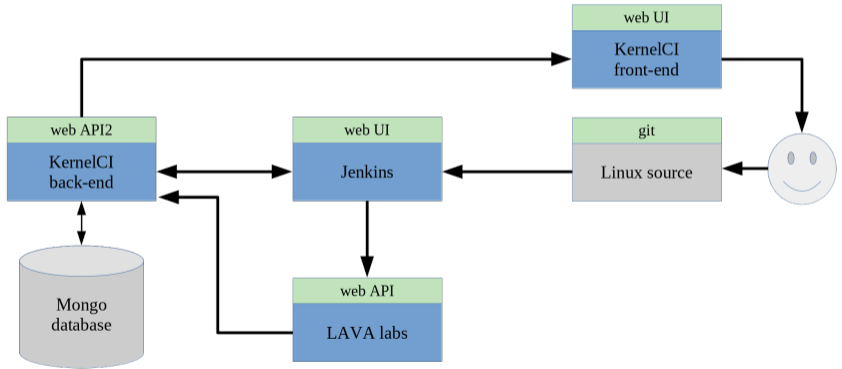 web UI
KernelCI
front-end
web API2
KernelCI
back-end
web UI
Jenkins
git
Linux source
Mongo
database
web API
LAVA labs